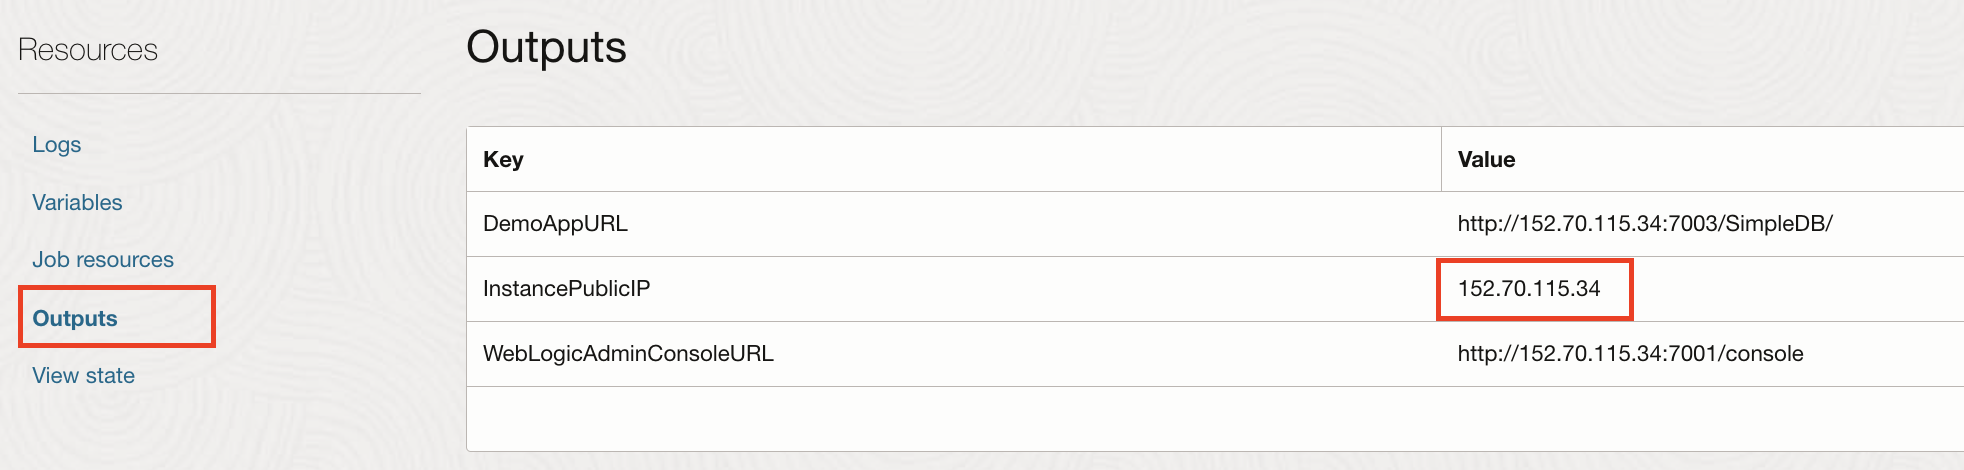 Resources
Logs
Variables
Job resources
Outputs
View state
Outputs
Key Value
DemoAppURL http://152.70.115.34:7003/SimpleDB/
InstancePublicIP 152.70.115.34
WebLogicAdminConsoleURL http://152.70.115.34:7001/console